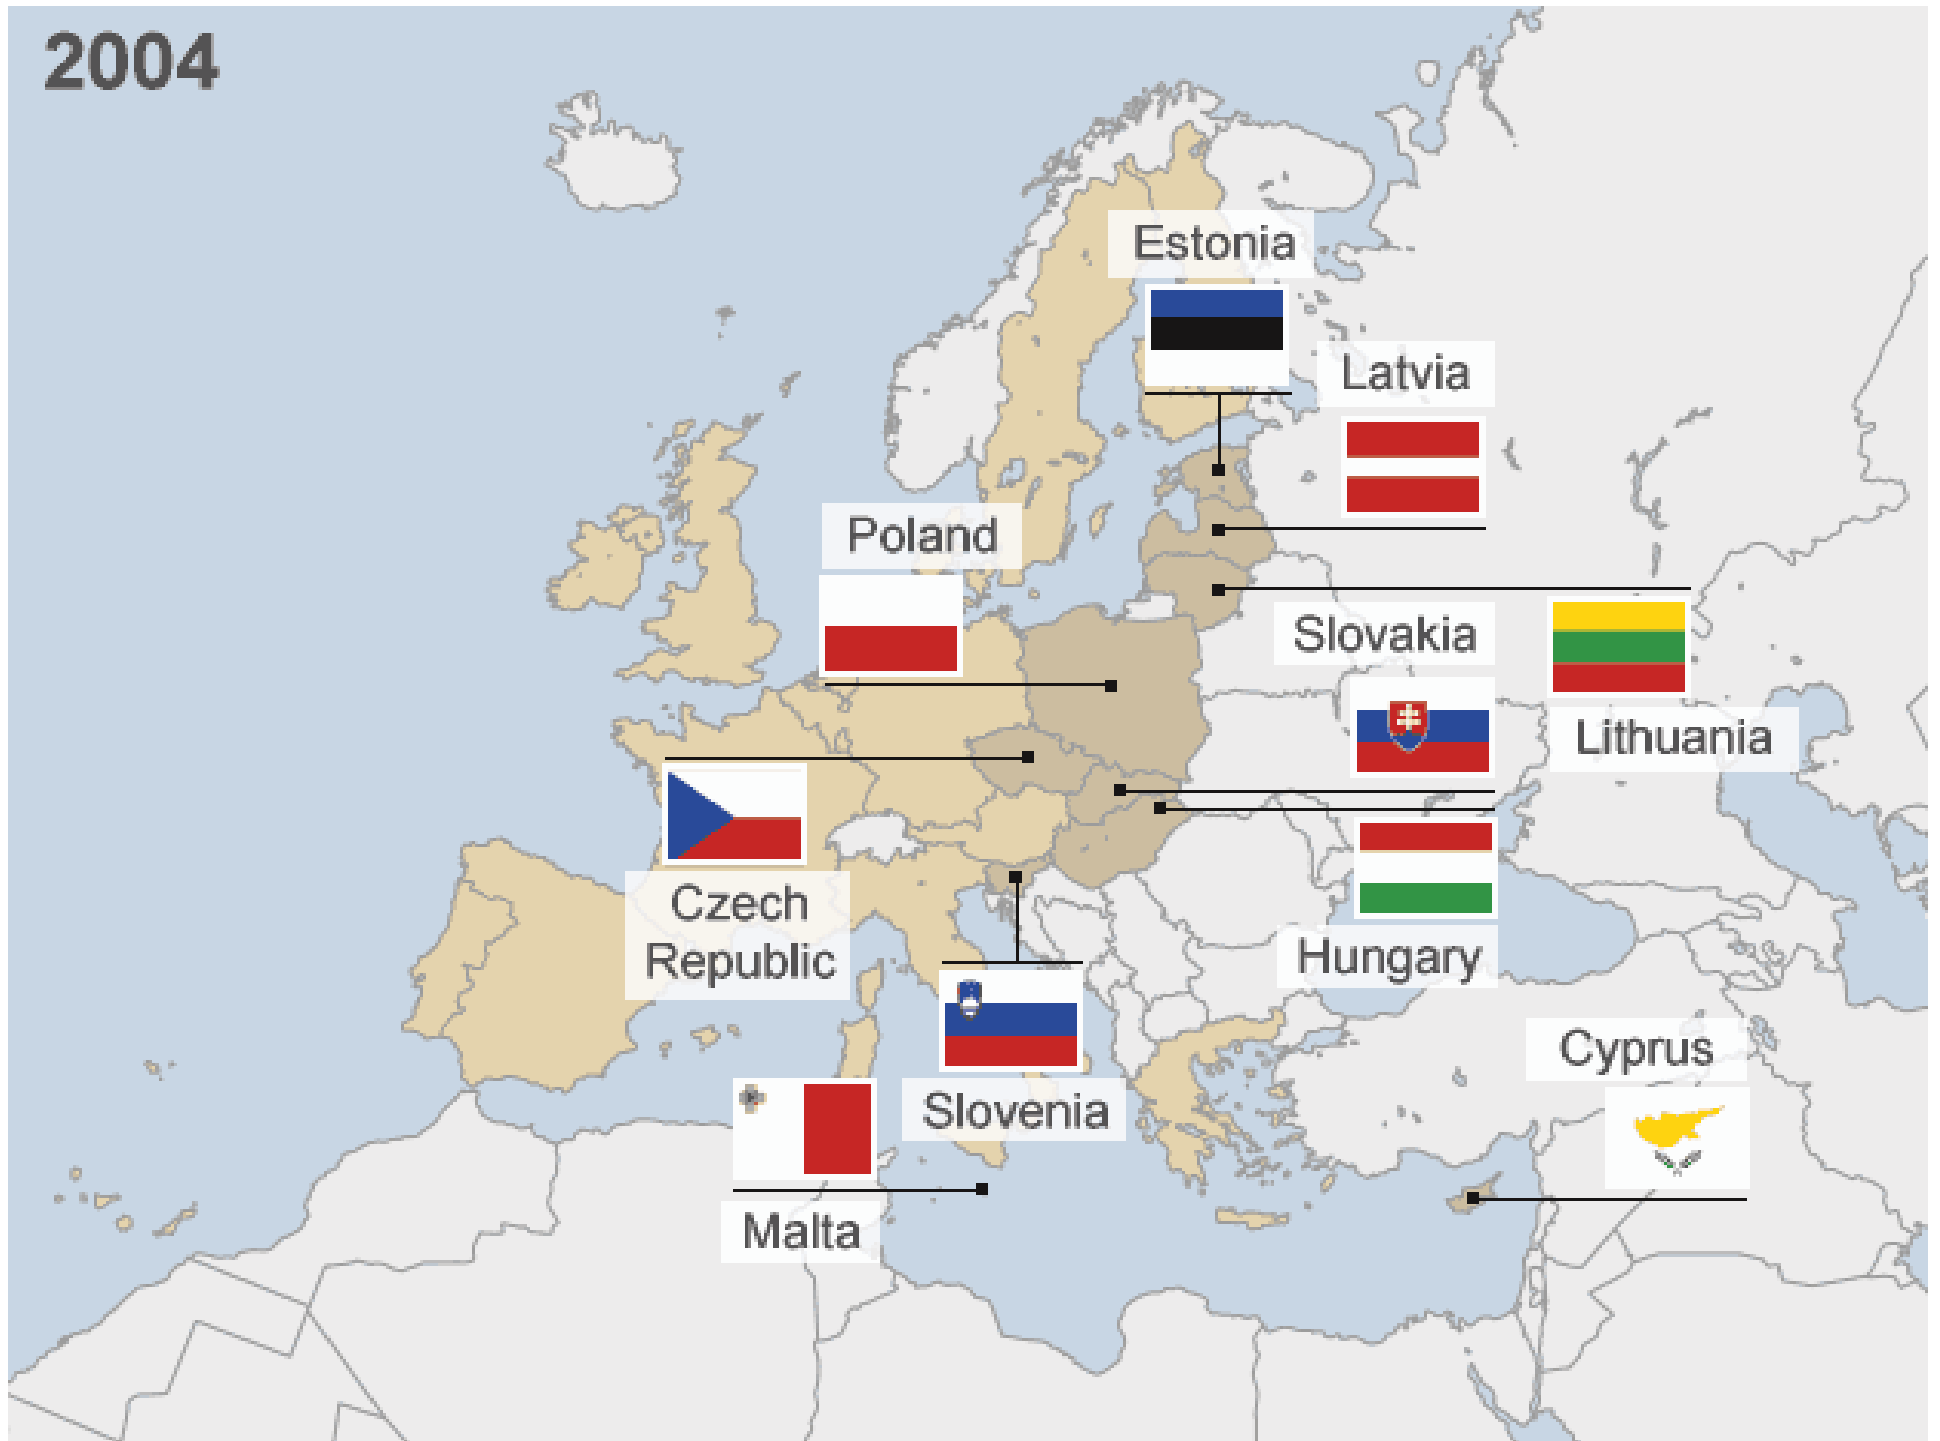 2004
Estonia
Latvia
Poland
Slovakia
Lithuania
Czech
Republic
Hungary
Cyprus
Slovenia
Malta